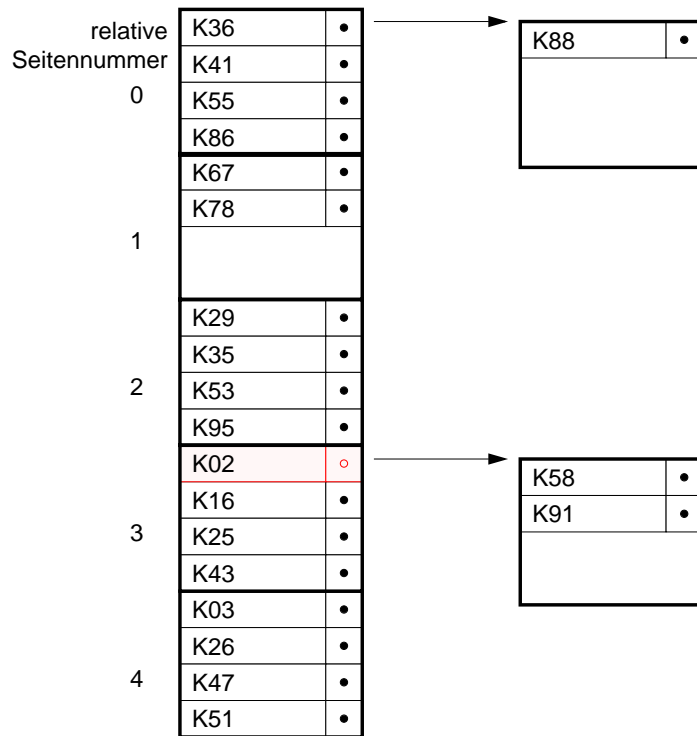 relative
Seitennummer
0
K36
K41
K55
K86
K88
1
K67
K78
2
K29
K35
K53
K95
3
K02
K16
K25
K43
K58
K91
4
K03
K26
K47
K51